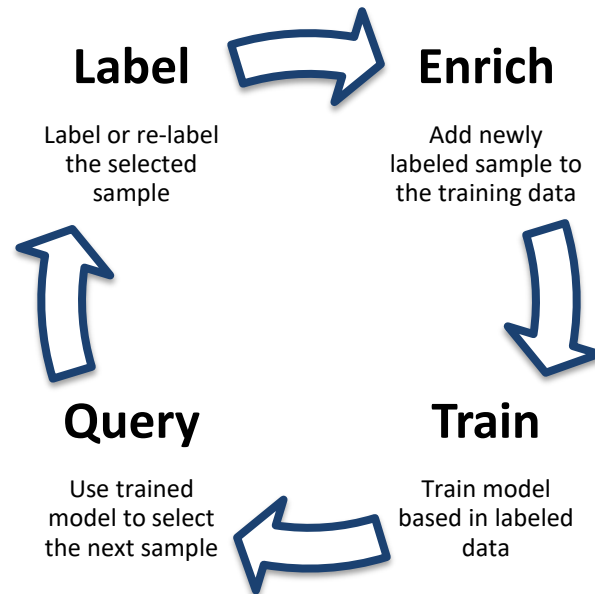 Label
Label or re-label
the selected
sample
Enrich
Add newly
labeled sample to
the training data
Query
Use trained
model to select
the next sample
Train
Train model
based in labeled
data